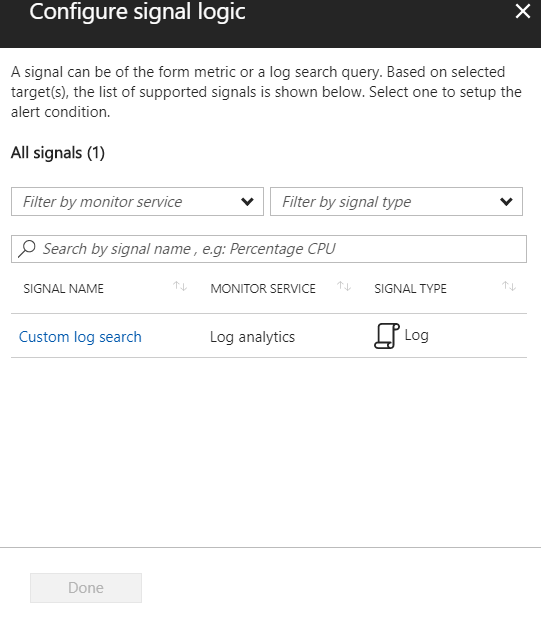 Configure signal logic
A signal can be of the form metric or a log search query. Based on selected
target(s), the list of supported signals is shown below. Select one to setup the
alert condition.
All signals (1)
Filter by monitor service
Filter by signal type
Search by signal name , e.g: Percentage CPU
SIGNAL NAME MONITOR SERVICE SIGNAL TYPE
Custom log search Log analytics Log
Done